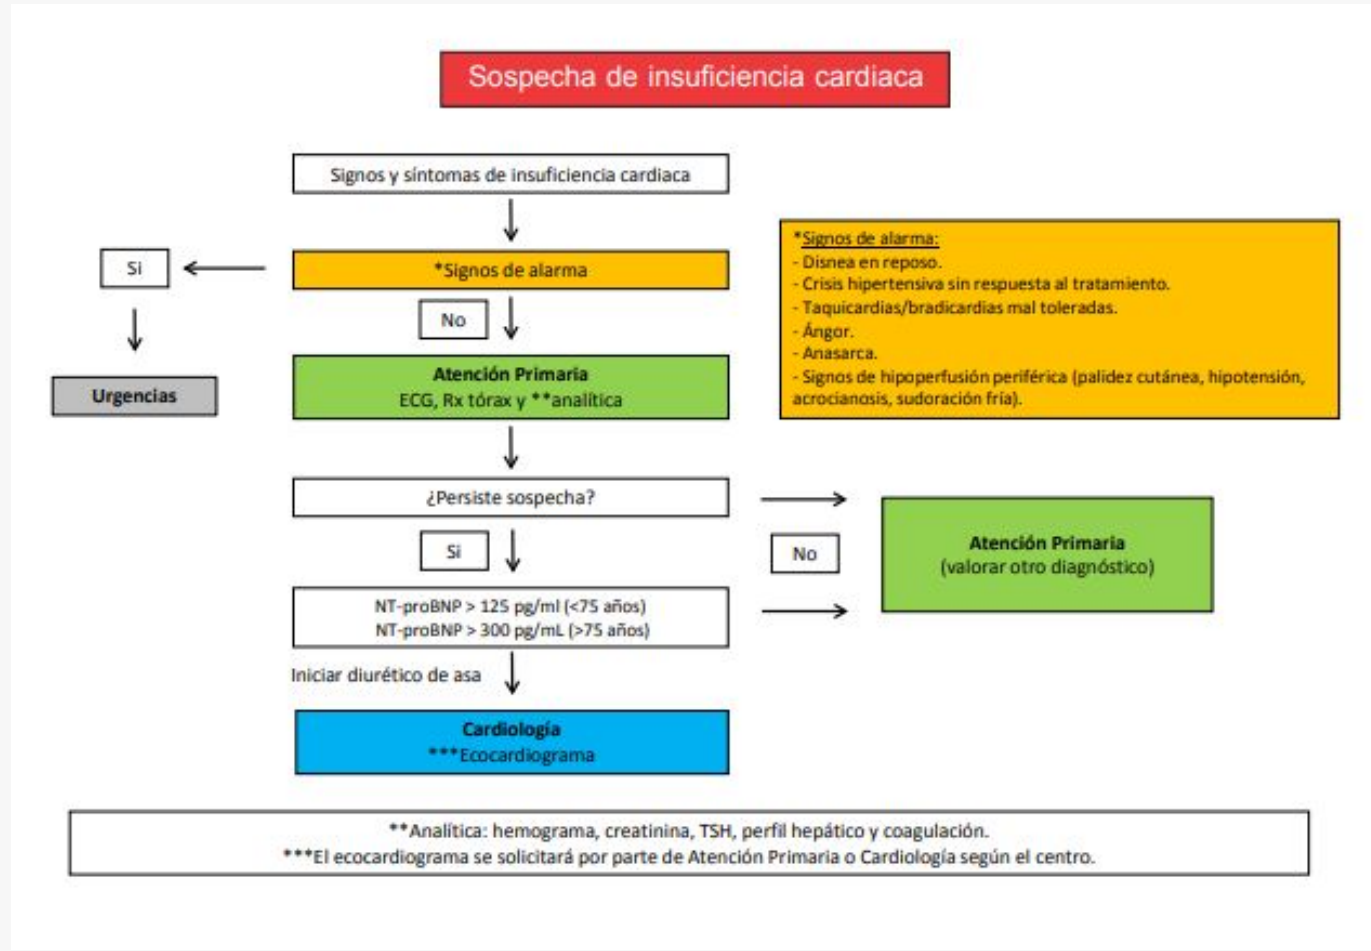 Sospecha de insuficiencia cardiaca
Signos y síntomas de insuficiencia cardiaca
*Signos de alarma
Si
No
Urgencias
*Signos de alarma:
- Disnea en reposo.
- Crisis hipertensiva sin respuesta al tratamiento.
- Taquicardias/bradicardias mal toleradas.
- Ángor.
- Anasarca.
- Signos de hipoperfusión periférica (palidez cutánea, hipotensión,
acrocianosis, sudoración fría).
Atención Primaria
ECG, Rx tórax y **analítica
¿Persiste sospecha?
Si
No
Atención Primaria
(valorar otro diagnóstico)
NT-proBNP > 125 pg/ml (<75 años)
NT-proBNP > 300 pg/mL (>75 años)
Iniciar diurético de asa
Cardiología
***Ecocardiograma
**Analítica: hemograma, creatinina, TSH, perfil hepático y coagulación.
***El ecocardiograma se solicitará por parte de Atención Primaria o Cardiología según el centro.